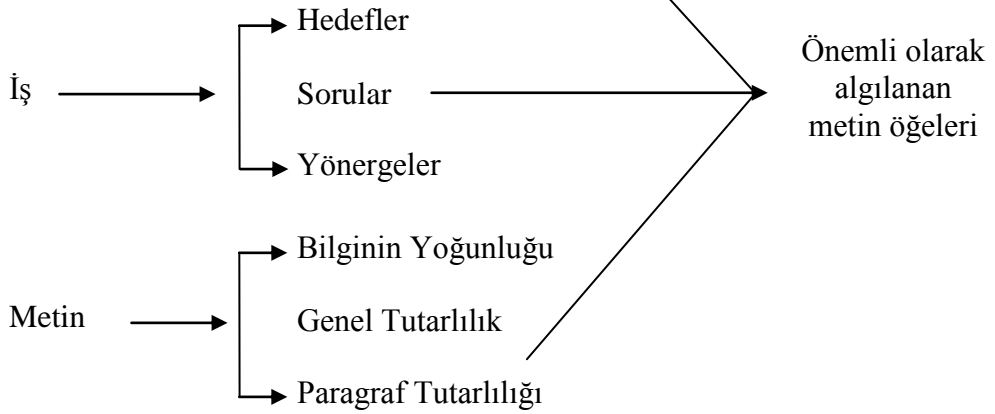 Hedefler
İş
Sorular
Yönergeler
Önemli olarak
algılanan
metin öğeleri
Bilginin Yoğunluğu
Metin
Genel Tutarlılık
Paragraf Tutarlılığı